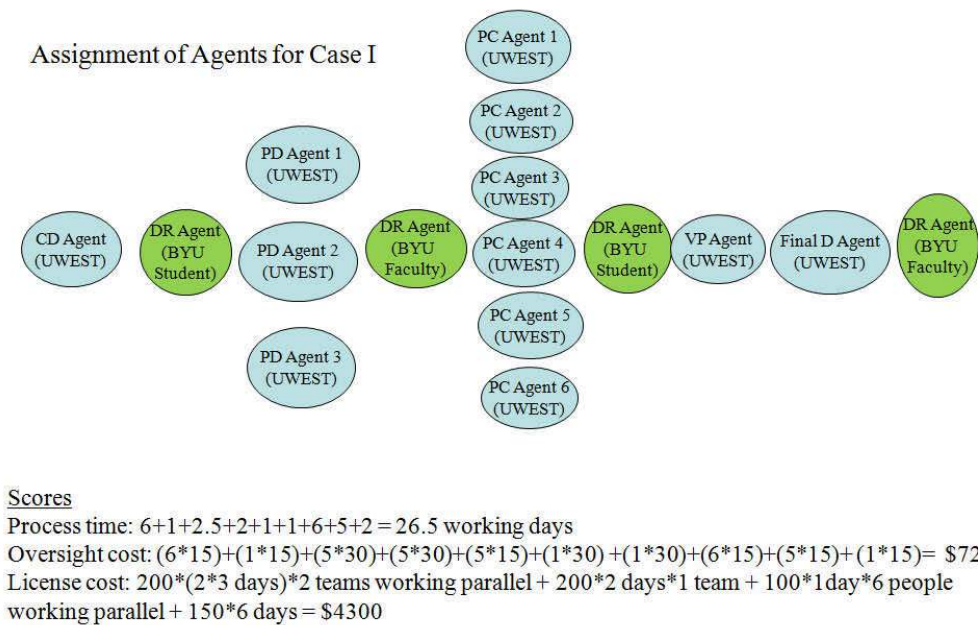 Assignment of Agents for Case I
PC Agent 1
(UWEST)
PC Agent 2
(UWEST)
PC Agent 3
(UWEST)
PC Agent 4
(UWEST)
PC Agent 5
(UWEST)
PC Agent 6
(UWEST)
PD Agent 1
(UWEST)
PD Agent 2
(UWEST)
PD Agent 3
(UWEST)
CD Agent
(UWEST)
DR Agent
(BYU
Student)
DR Agent
(BYU
Faculty)
DR Agent
(BYU
Student)
VP Agent
(UWEST)
Final D Agent
(UWEST)
DR Agent
(BYU
Faculty)
Scores
Process time: 6+1+2.5+2+1+1+6+5+2 = 26.5 working days
Oversight cost: (6*15)+(1*15)+(5*30)+(5*30)+(5*15)+(1*30) +(1*30)+(6*15)+(5*15)+ (1*15)= $72
License cost: 200*(2*3 days)*2 teams working parallel + 200*2 days*1 team + 100*1day*6 people
working parallel + 150*6 days = $4300